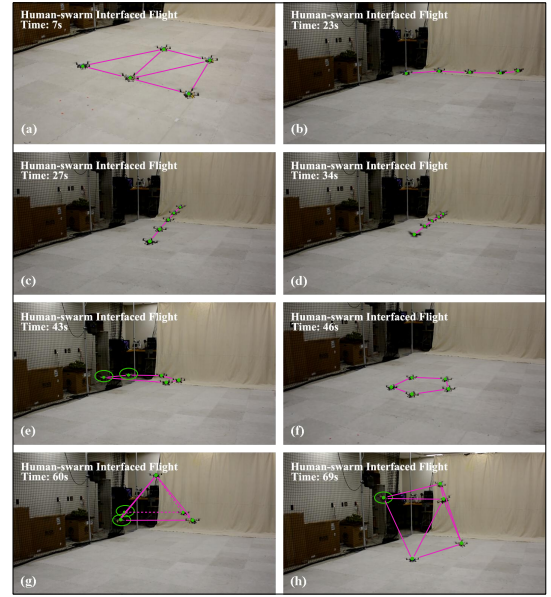 Human-swarm Interfaced Flight
Time: 7s
(a)
Human-swarm Interfaced Flight
Time: 23s
(b)
Human-swarm Interfaced Flight
Time: 27s
(c)
Human-swarm Interfaced Flight
Time: 34s
(d)
Human-swarm Interfaced Flight
Time: 43s
(e)
Human-swarm Interfaced Flight
Time: 46s
(f)
Human-swarm Interfaced Flight
Time: 60s
(g)
Human-swarm Interfaced Flight
Time: 69s
(h)